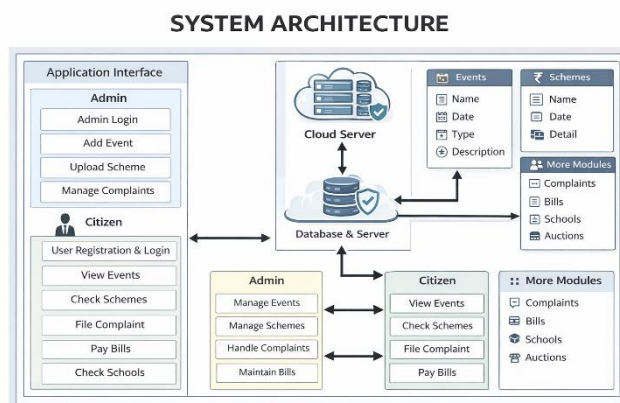 SYSTEM ARCHITECTURE
Application Interface
Admin
Admin Login
Add Event
Upload Scheme
Manage Complaints
Citizen
User Registration & Login
View Events
Check Schemes
File Complaint
Pay Bills
Check Schools
Cloud Server
Database & Server
Events
Name
Date
Type
Description
₹ Schemes
Name
Date
Detail
More Modules
Complaints
Bills
Schools
Auctions
Admin
Manage Events
Manage Schemes
Handle Complaints
Maintain Bills
Citizen
View Events
Check Schemes
File Complaint
Pay Bills
More Modules
Complaints
Bills
Schools
Auctions